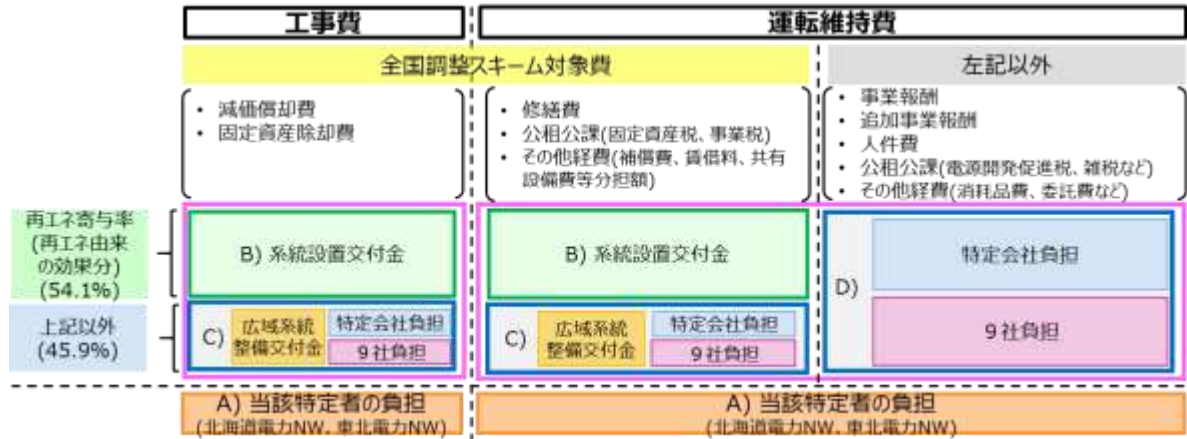 工事費
運転維持費
全国調整スキーム対象費
左記以外
・ 減価償却費
・ 固定資産除却費
・ 修繕費
・ 公租公課(固定資産税、事業税)
・ その他経費(補償費、賃借料、共有
設備費等分担額)
・ 事業報酬
・ 追加事業報酬
・ 人件費
・ 公租公課(電源開発促進税、雑税など)
・ その他経費(消耗品費、委託費など)
再エネ寄与率
(再エネ由来
の効果分)
(54.1%)
B) 系統設置交付金
B) 系統設置交付金
D)
特定会社負担
9社負担
上記以外
(45.9%)
C)
広域系統
整備交付金
特定会社負担
9社負担
C)
広域系統
整備交付金
特定会社負担
9社負担
A) 当該特定者の負担
(北海道電力NW、東北電力NW)
A) 当該特定者の負担
(北海道電力NW、東北電力NW)